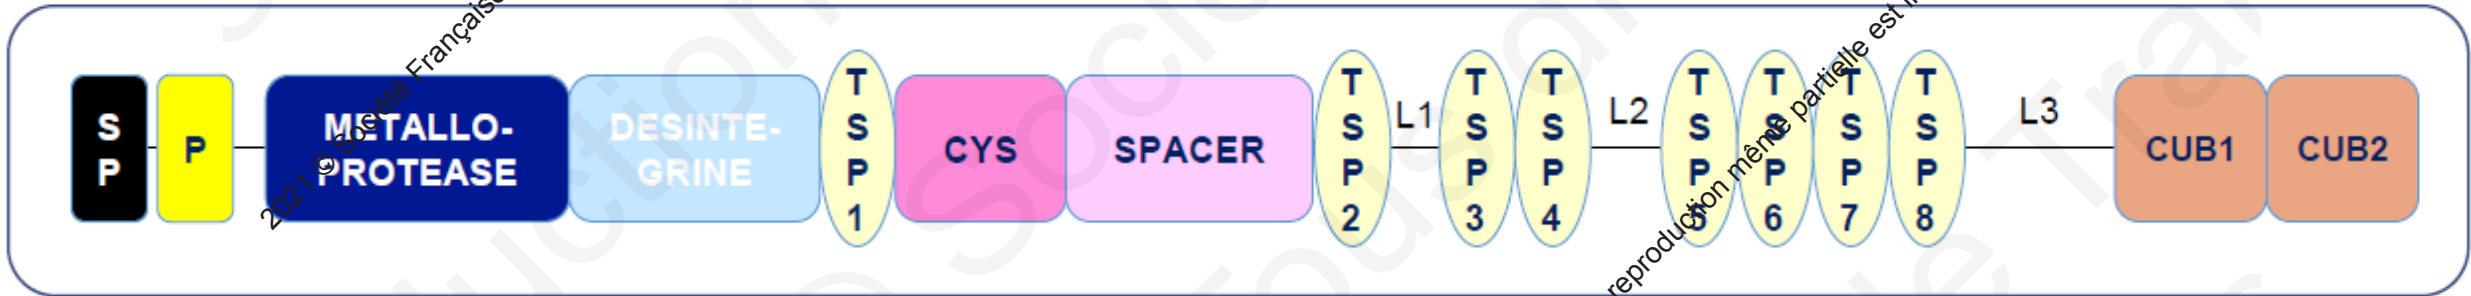 SP
P
METALLO-
PROTEASE
DESINTE-
GRINE
TSP1
CYS
SPACER
TSP2
L1
TSP3
TSP4
L2
TSP5
TSP6
TSP7
TSP8
L3
CUB1
CUB2
2021 © Société Française
reproduction même partielle est